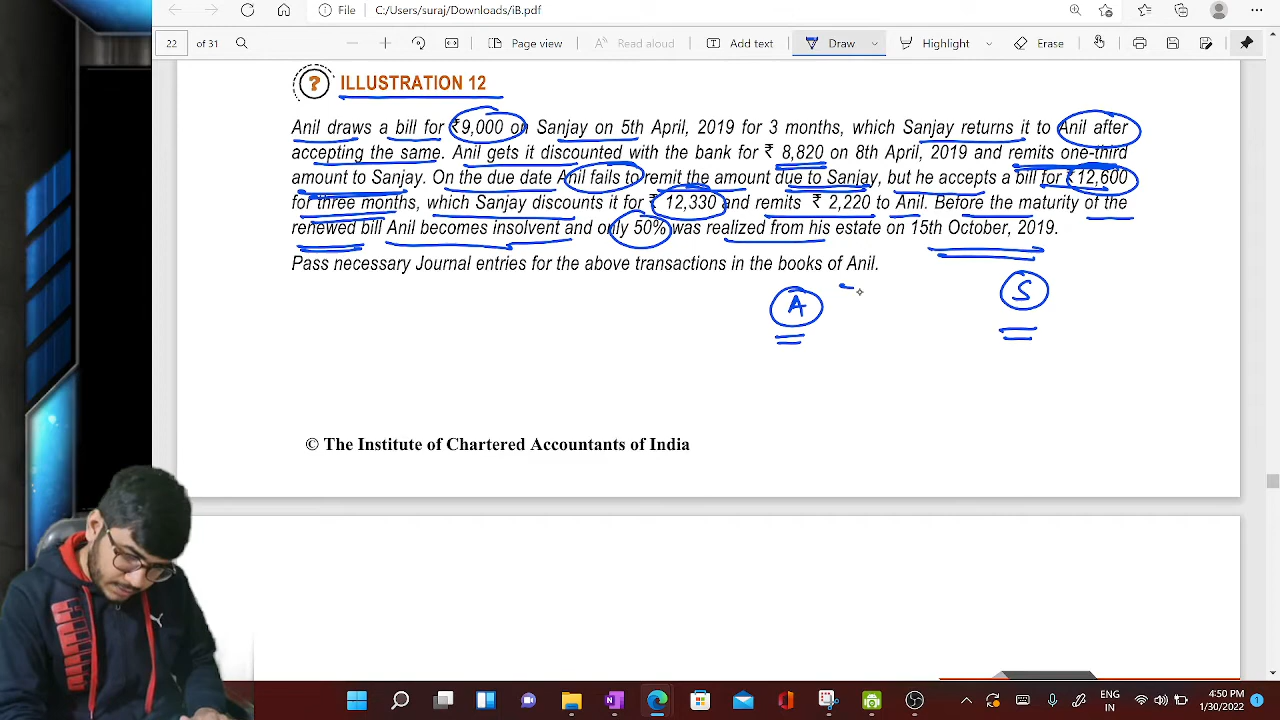 File
C:/Users/suraj/Downloads/iB.pdf
22 of 31
Page view
Read aloud
Add text
Draw
Highlight
Erase
ILLUSTRATION 12
Anil draws a bill for ₹9,000 on Sanjay on 5th April, 2019 for 3 months, which Sanjay returns it to Anil after
accepting the same. Anil gets it discounted with the bank for ₹ 8,820 on 8th April, 2019 and remits one-third
amount to Sanjay. On the due date Anil fails to remit the amount due to Sanjay, but he accepts a bill for ₹12,600
for three months, which Sanjay discounts it for ₹ 12,330 and remits ₹ 2,220 to Anil. Before the maturity of the
renewed bill Anil becomes insolvent and only 50% was realized from his estate on 15th October, 2019.
Pass necessary Journal entries for the above transactions in the books of Anil.
A
S
© The Institute of Chartered Accountants of India
ENG
IN
4:50 PM
1/30/2022